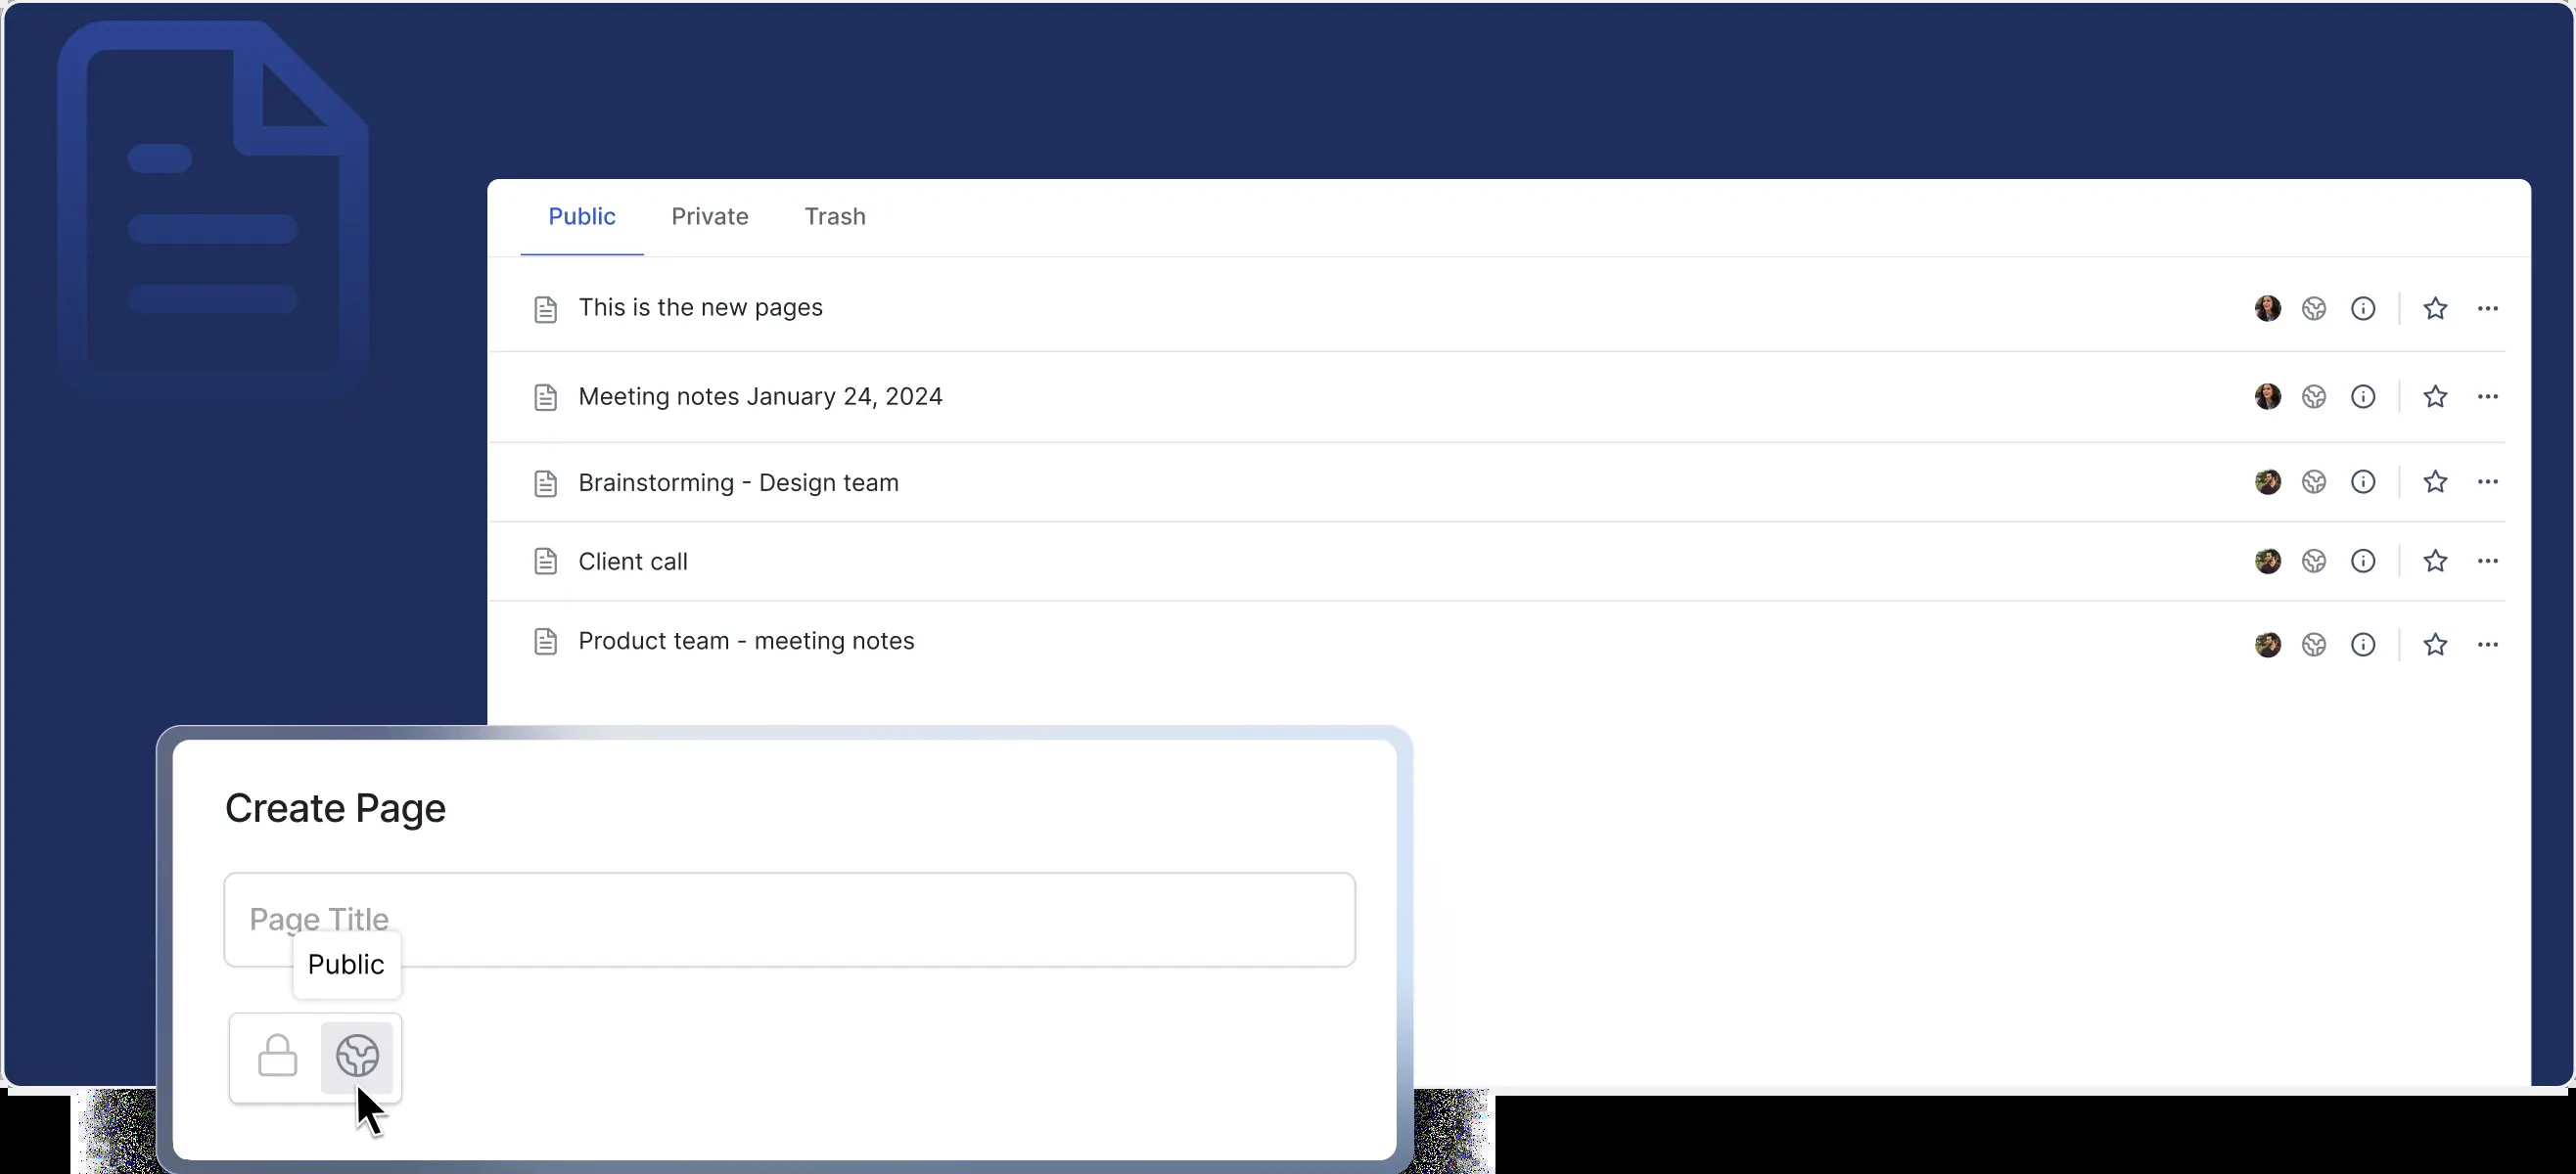 Public Private Trash
This is the new pages
Meeting notes January 24, 2024
Brainstorming - Design team
Client call
Product team - meeting notes
Create Page
Page Title
Public